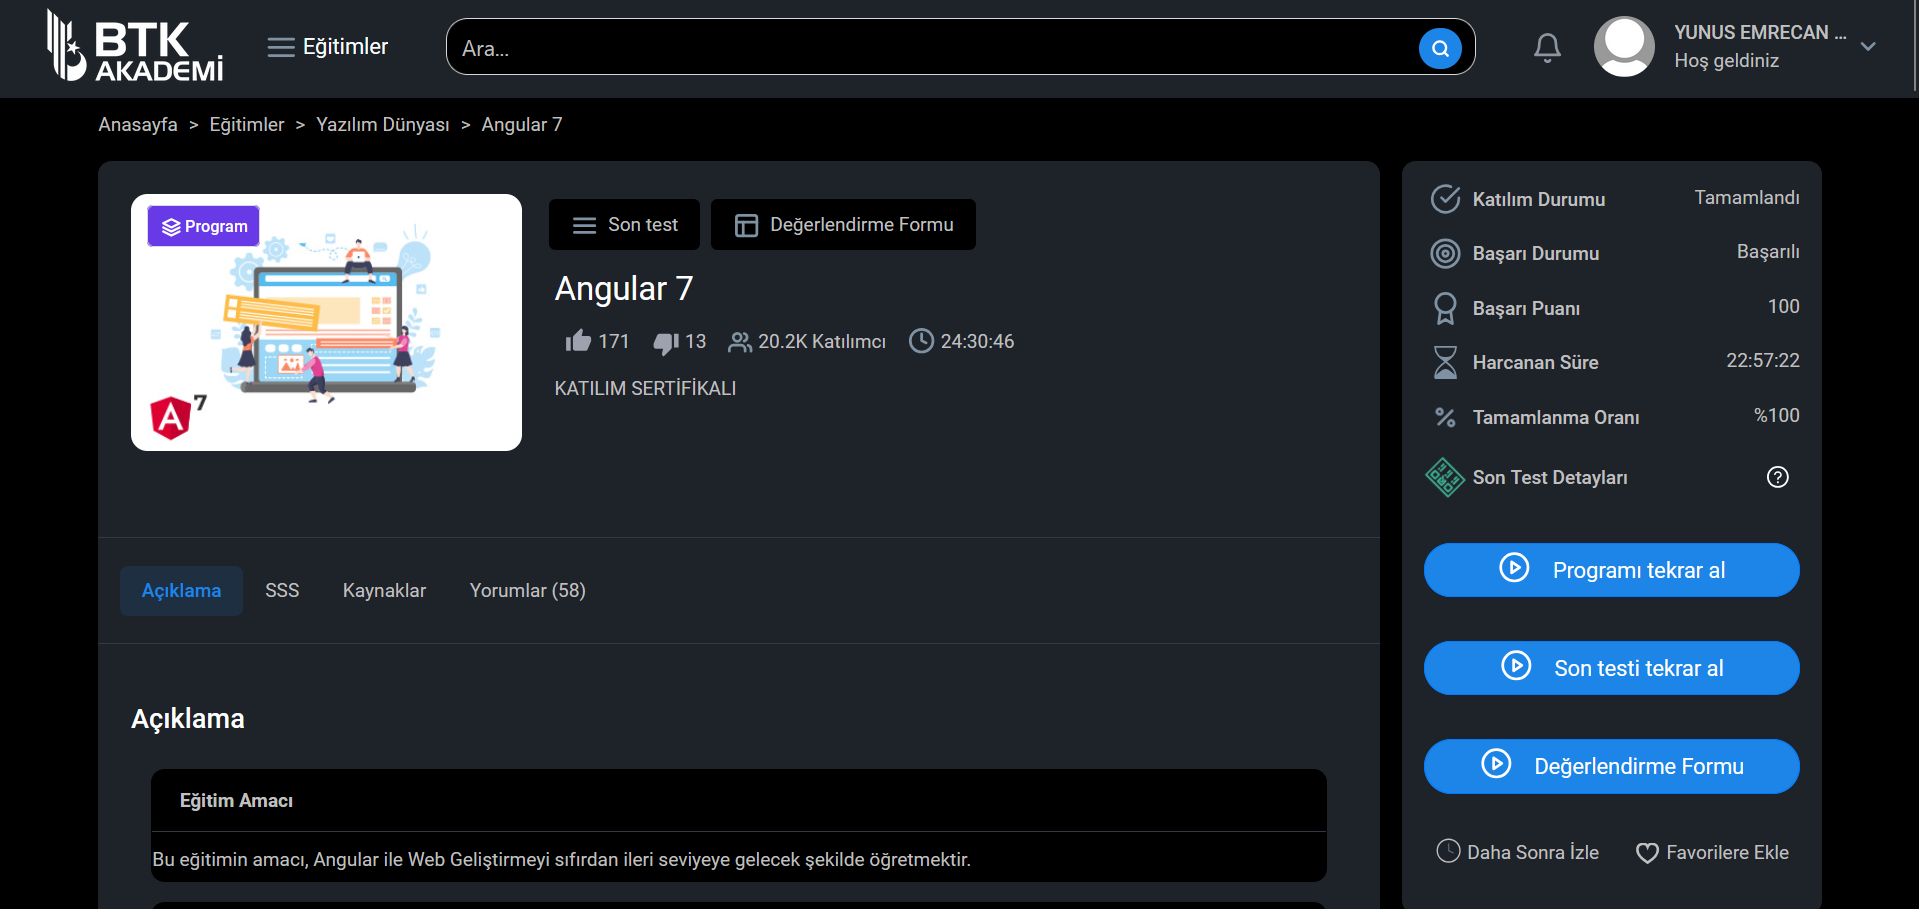 BTK
AKADEMİ
Eğitimler
Ara...
YUNUS EMRECAN ...
Hoş geldiniz
Anasayfa > Eğitimler > Yazılım Dünyası > Angular 7
Program
7
A
Son test
Değerlendirme Formu
Angular 7
171
13
20.2K Katılımcı
24:30:46
KATILIM SERTİFİKALI
Açıklama
SSS
Kaynaklar
Yorumlar (58)
Açıklama
Eğitim Amacı
Bu eğitimin amacı, Angular ile Web Geliştirmeyi sıfırdan ileri seviyeye gelecek şekilde öğretmektir.
Katılım Durumu Tamamlandı
Başarı Durumu Başarılı
Başarı Puanı 100
Harcanan Süre 22:57:22
Tamamlanma Oranı %100
Son Test Detayları ?
Programı tekrar al
Son testi tekrar al
Değerlendirme Formu
Daha Sonra İzle
Favorilere Ekle